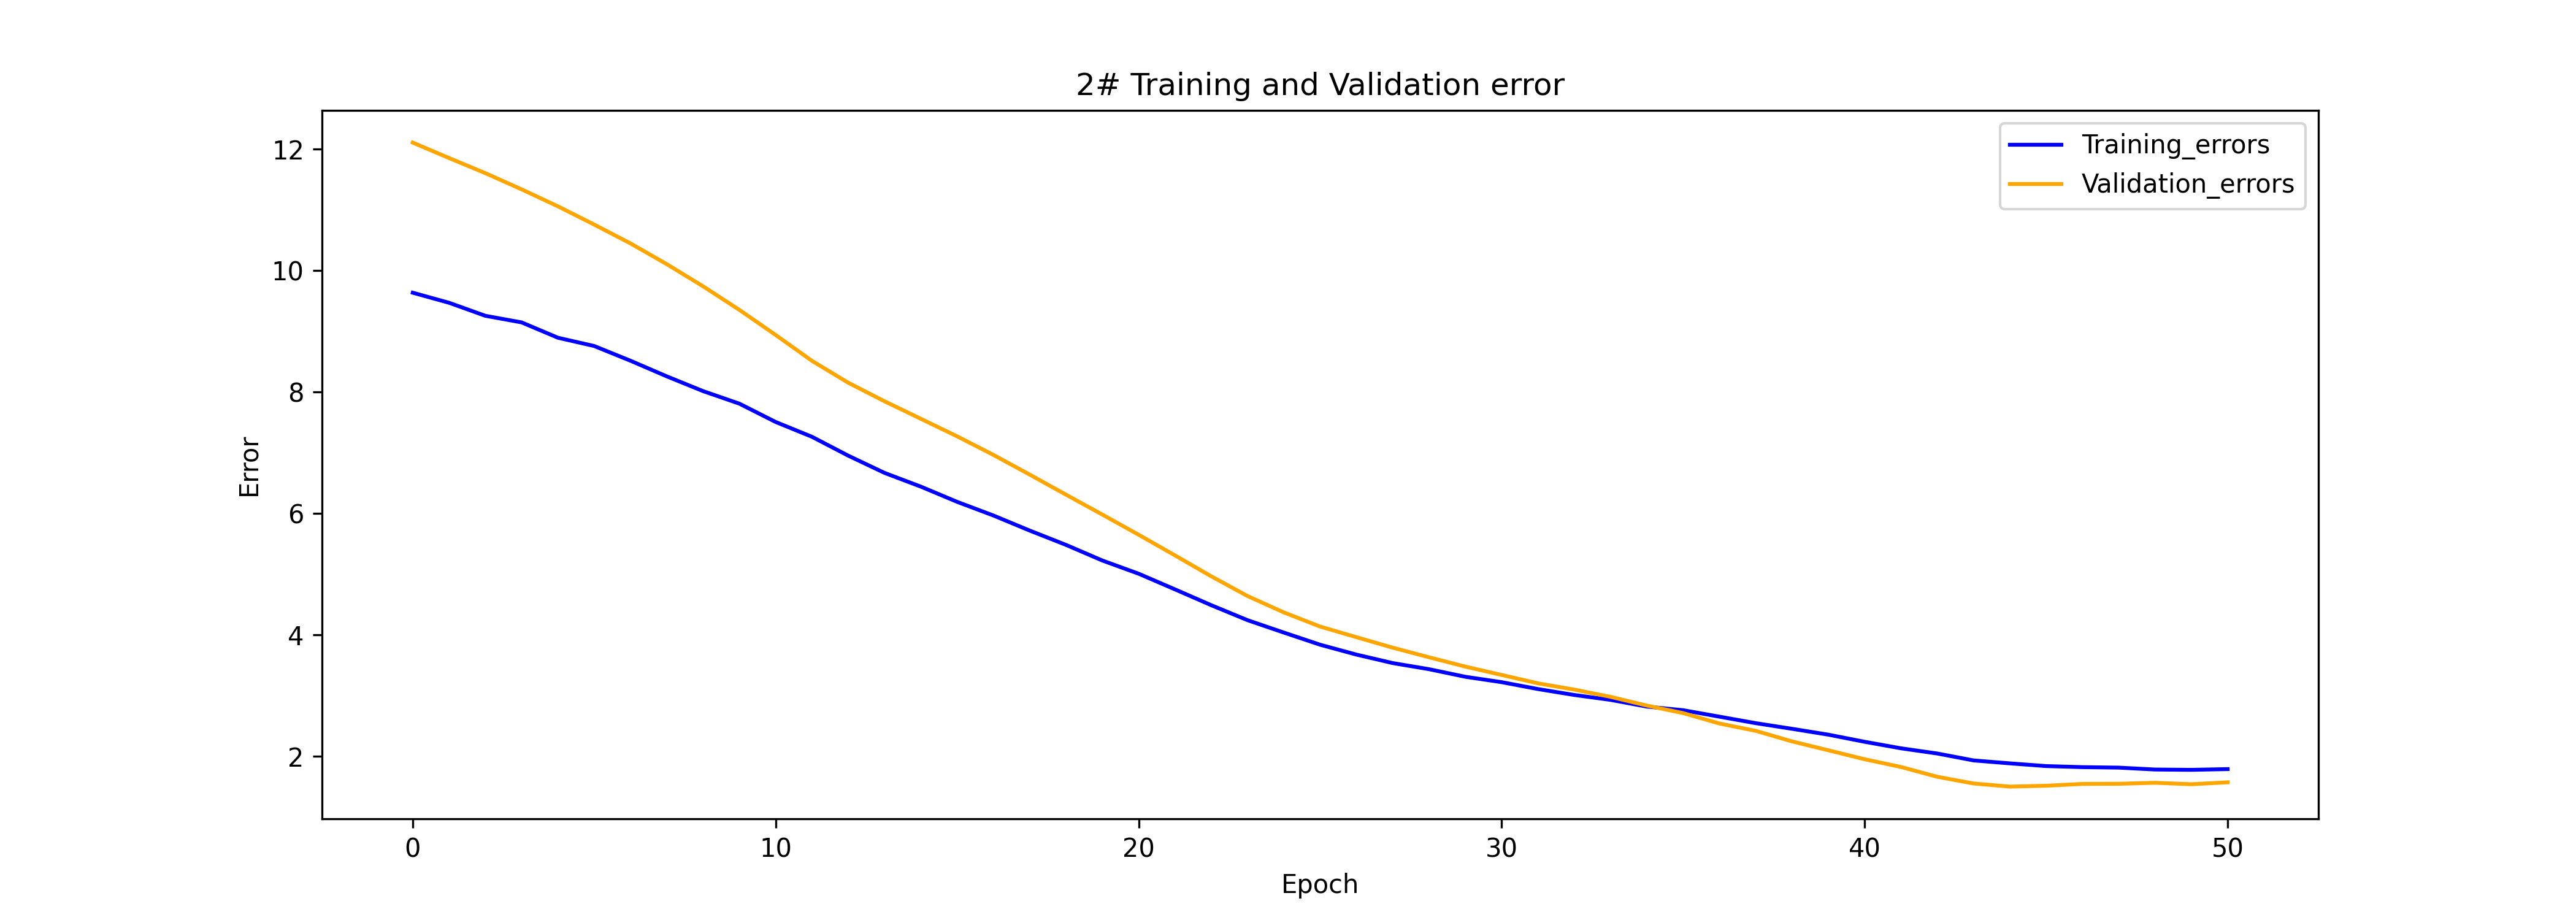 2# Training and Validation error
Training_errors
Validation_errors
12
10
8
6
4
2
Error
0 10 20 30 40 50
Epoch